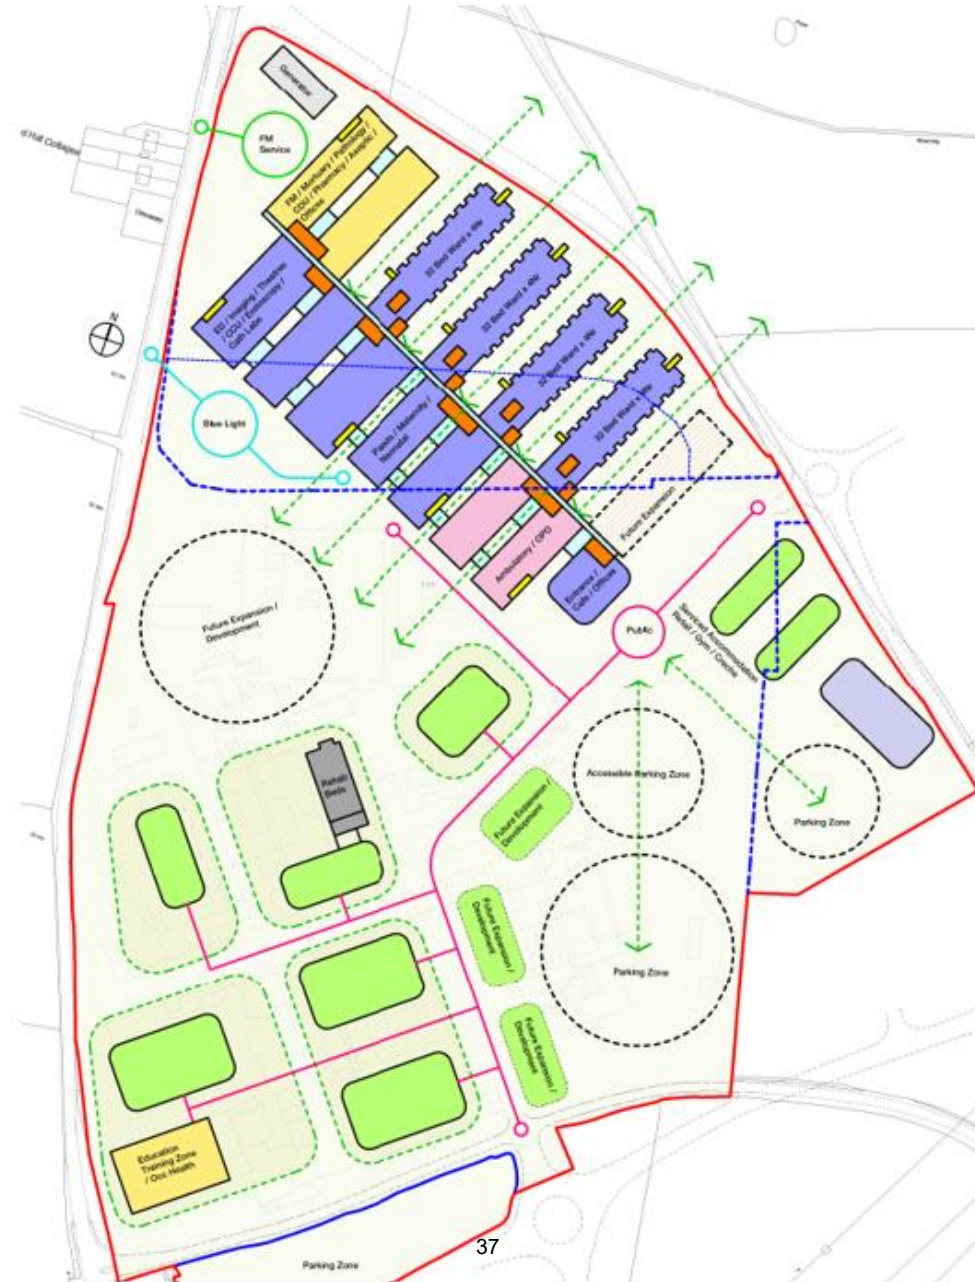 Generator
FM
Service
FM / Mortuary / Pathology /
CDU / Pharmacy / Aseptic /
Offices
N
32 Bed Ward x 4nr
32 Bed Ward x 4nr
32 Bed Ward x 4nr
32 Bed Ward x 4nr
ED / Imaging / Theatres
/ CCU / Endoscopy /
Cath Labs
Blue Light
Paeds / Maternity /
Neonatal
Future Expansion
Ambulatory / OPD
Entrance /
Cafe / Offices
Public
Serviced Accommodation
Retail / Gym / Creche
Future Expansion /
Development
Accessible Parking Zone
Parking Zone
Rehab
Beds
Future Expansion /
Development
Future Expansion /
Development
Parking Zone
Future Expansion /
Development
Education
Training Zone
/ Occ Health
37
Parking Zone